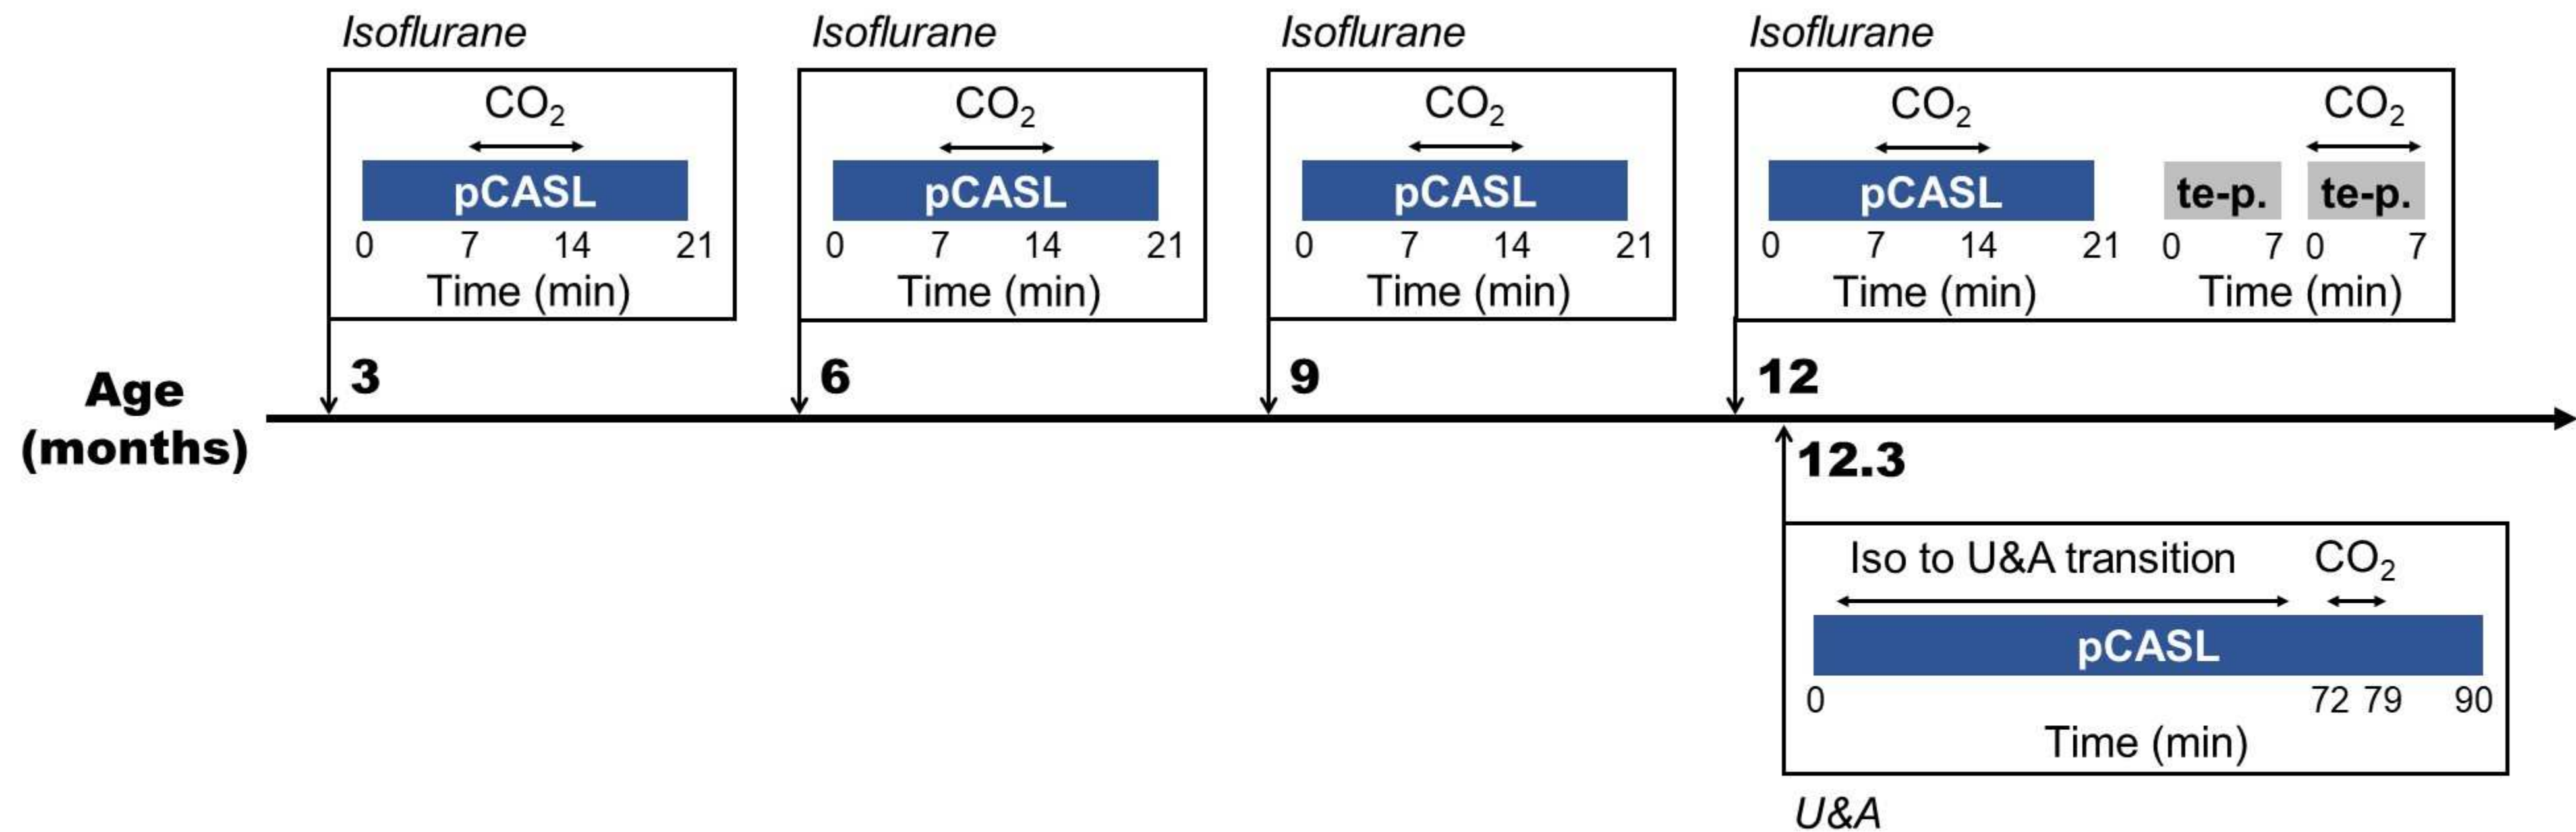 Isoflurane
CO2
pCASL
0 7 14 21
Time (min)
3
Isoflurane
CO2
pCASL
0 7 14 21
Time (min)
6
Isoflurane
CO2
pCASL
0 7 14 21
Time (min)
9
Isoflurane
CO2 CO2
pCASL te-p. te-p.
0 7 14 21 0 7 0 7
Time (min) Time (min)
12
Age
(months)
12.3
Iso to U&A transition CO2
pCASL
0 72 79 90
Time (min)
U&A